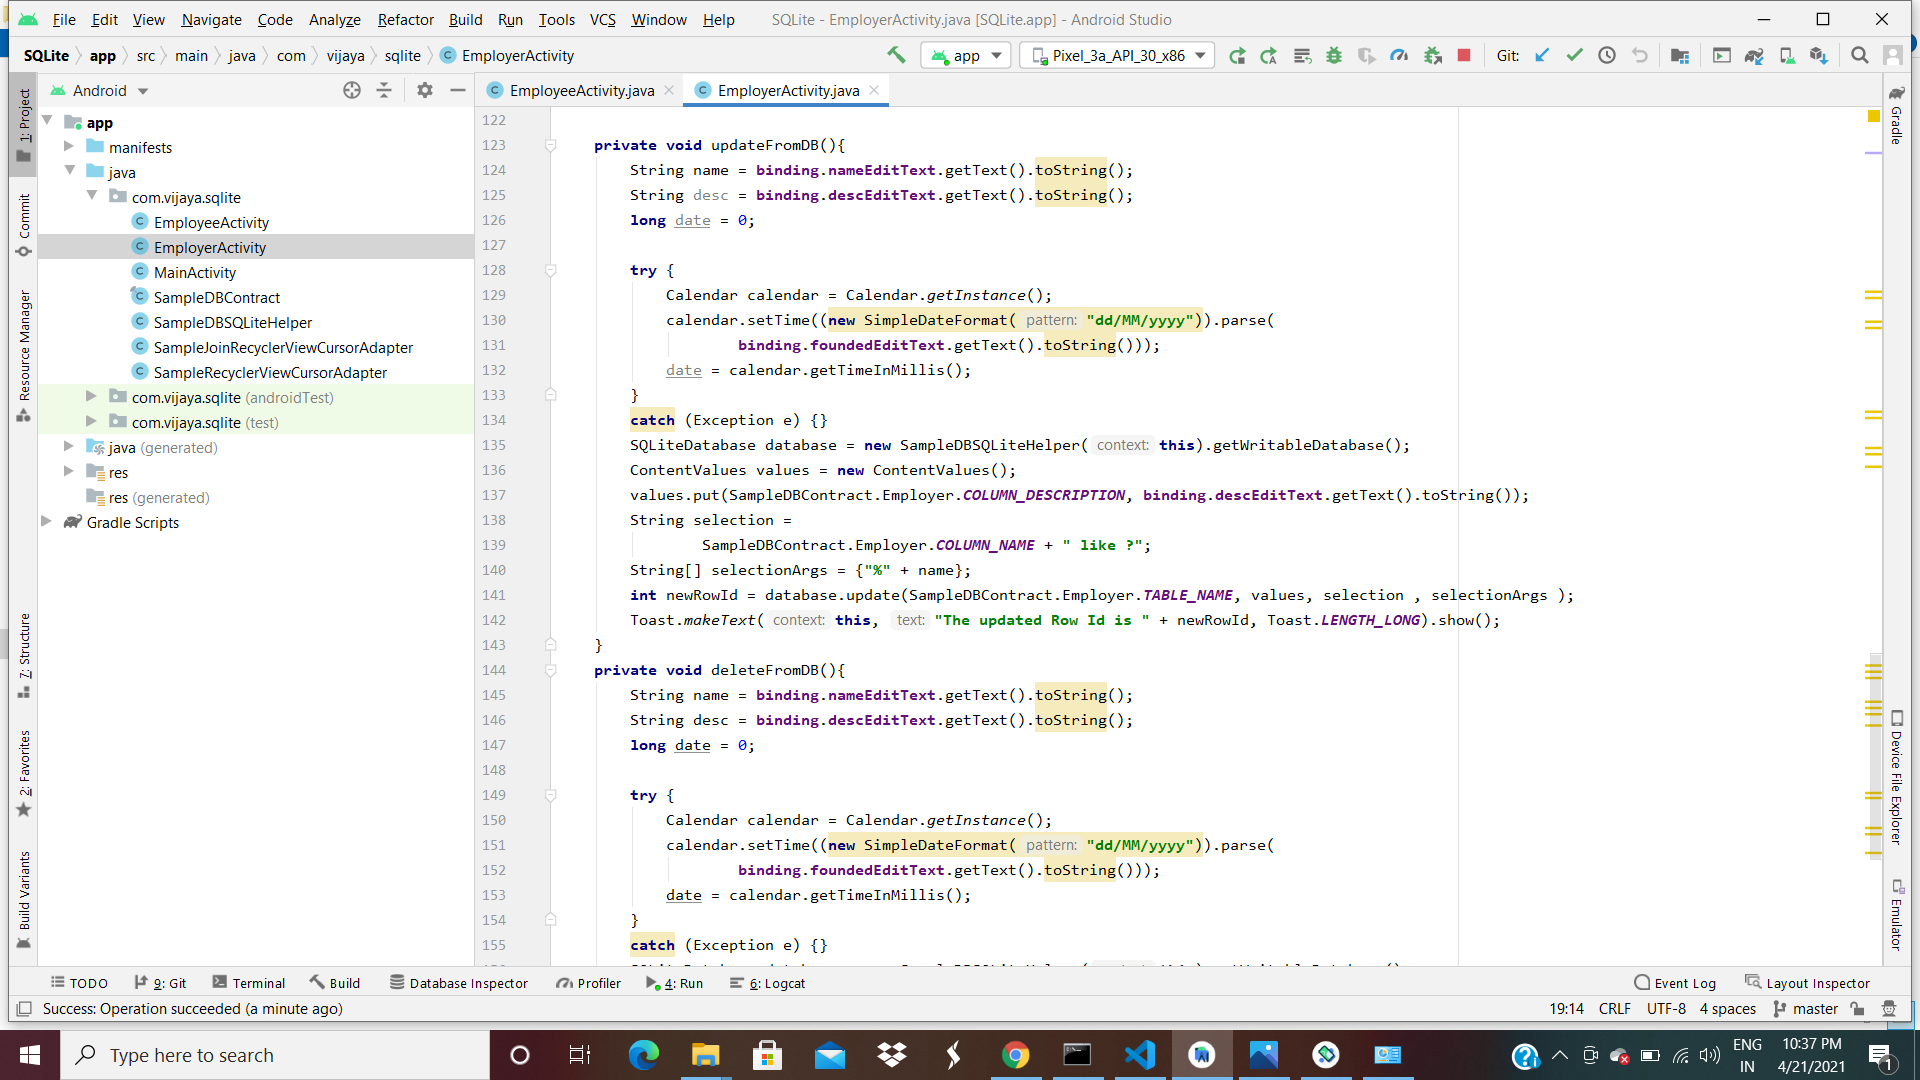 File Edit View Navigate Code Analyze Refactor Build Run Tools VCS Window Help SQLite - EmployerActivity.java [SQLite.app] - Android Studio
SQLite app src main java com vijaya sqlite EmployerActivity app Pixel_3a_API_30_x86 Git:
Android EmployeeActivity.java EmployerActivity.java
1: Project
Commit
Resource Manager
7: Structure
2: Favorites
Build Variants
app
manifests
java
com.vijaya.sqlite
EmployeeActivity
EmployerActivity
MainActivity
SampleDBContract
SampleDBSQLiteHelper
SampleJoinRecyclerViewCursorAdapter
SampleRecyclerViewCursorAdapter
com.vijaya.sqlite (androidTest)
com.vijaya.sqlite (test)
java (generated)
res
res (generated)
Gradle Scripts
122
123 private void updateFromDB(){
124 String name = binding.nameEditText.getText().toString();
125 String desc = binding.descEditText.getText().toString();
126 long date = 0;
127
128 try {
129 Calendar calendar = Calendar.getInstance();
130 calendar.setTime((new SimpleDateFormat( pattern: "dd/MM/yyyy")).parse(
131 binding.foundedEditText.getText().toString()));
132 date = calendar.getTimeInMillis();
133 }
134 catch (Exception e) {}
135 SQLiteDatabase database = new SampleDBSQLiteHelper( context: this).getWritableDatabase();
136 ContentValues values = new ContentValues();
137 values.put(SampleDBContract.Employer.COLUMN_DESCRIPTION, binding.descEditText.getText().toString());
138 String selection =
139 SampleDBContract.Employer.COLUMN_NAME + " like ?";
140 String[] selectionArgs = {"%" + name};
141 int newRowId = database.update(SampleDBContract.Employer.TABLE_NAME, values, selection , selectionArgs );
142 Toast.makeText( context: this, text: "The updated Row Id is " + newRowId, Toast.LENGTH_LONG).show();
143 }
144 private void deleteFromDB(){
145 String name = binding.nameEditText.getText().toString();
146 String desc = binding.descEditText.getText().toString();
147 long date = 0;
148
149 try {
150 Calendar calendar = Calendar.getInstance();
151 calendar.setTime((new SimpleDateFormat( pattern: "dd/MM/yyyy")).parse(
152 binding.foundedEditText.getText().toString()));
153 date = calendar.getTimeInMillis();
154 }
155 catch (Exception e) {}
Gradle
Device File Explorer
Emulator
TODO 9: Git Terminal Build Database Inspector Profiler 4: Run 6: Logcat Event Log Layout Inspector
Success: Operation succeeded (a minute ago) 19:14 CRLF UTF-8 4 spaces master
Type here to search
ENG
IN
10:37 PM
4/21/2021
1